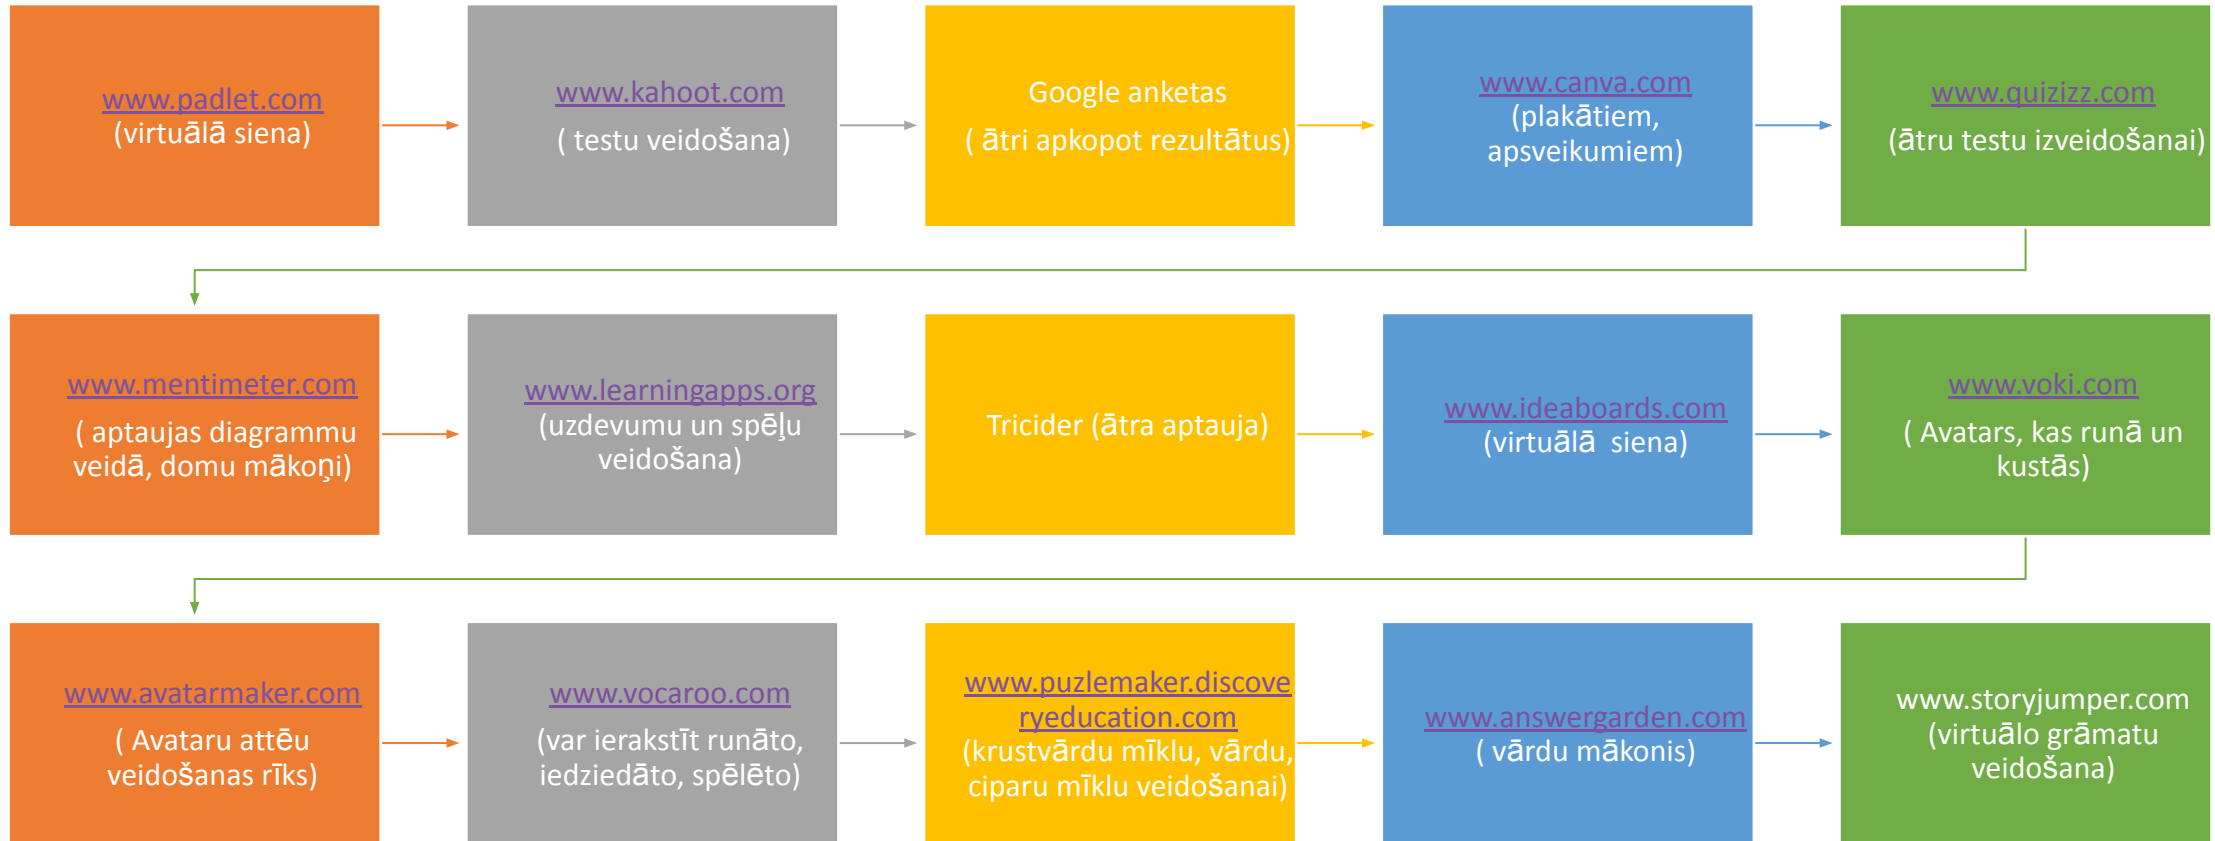 www.padlet.com
(virtuālā siena)
www.kahoot.com
( testu veidošana)
Google anketas
( ātri apkopot rezultātus)
www.canva.com
(plakātiem,
apsveikumiem)
www.quizizz.com
(ātru testu izveidošanai)
www.mentimeter.com
( aptaujas diagrammu
veidā, domu mākoņi)
www.learningapps.org
(uzdevumu un spēļu
veidošana)
Tricider (ātra aptauja)
www.ideaboards.com
(virtuālā  siena)
www.voki.com
( Avatars, kas runā un
kustās)
www.avatarmaker.com
( Avataru attēu
veidošanas rīks)
www.vocaroo.com
(var ierakstīt runāto,
iedziedāto, spēlēto)
www.puzlemaker.discove
ryeducation.com
(krustvārdu mīklu, vārdu,
ciparu mīklu veidošanai)
www.answergarden.com
( vārdu mākonis)
www.storyjumper.com
(virtuālo grāmatu
veidošana)